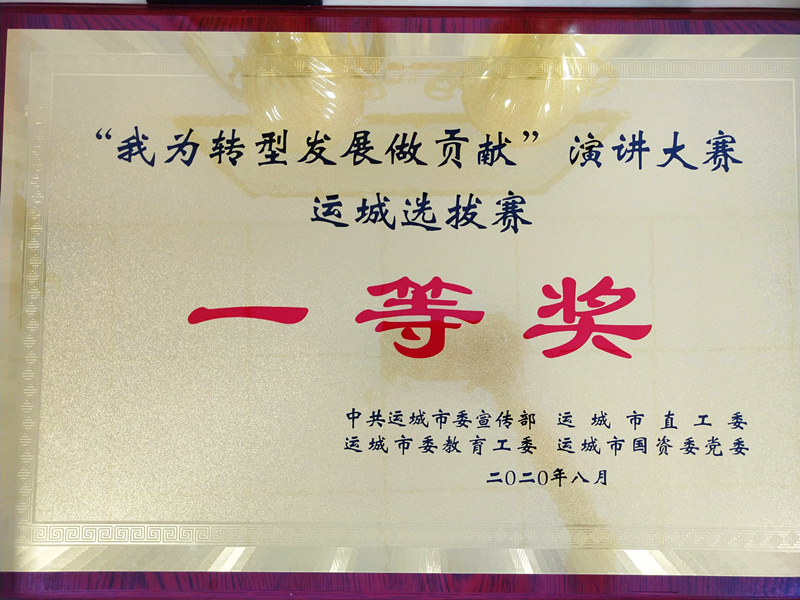 “我为转型发展做贡献”演讲大赛
运城选拔赛
一等奖
中共运城市委宣传部 运城市直工委
运城市委教育工委 运城市国资委党委
二〇二〇年八月